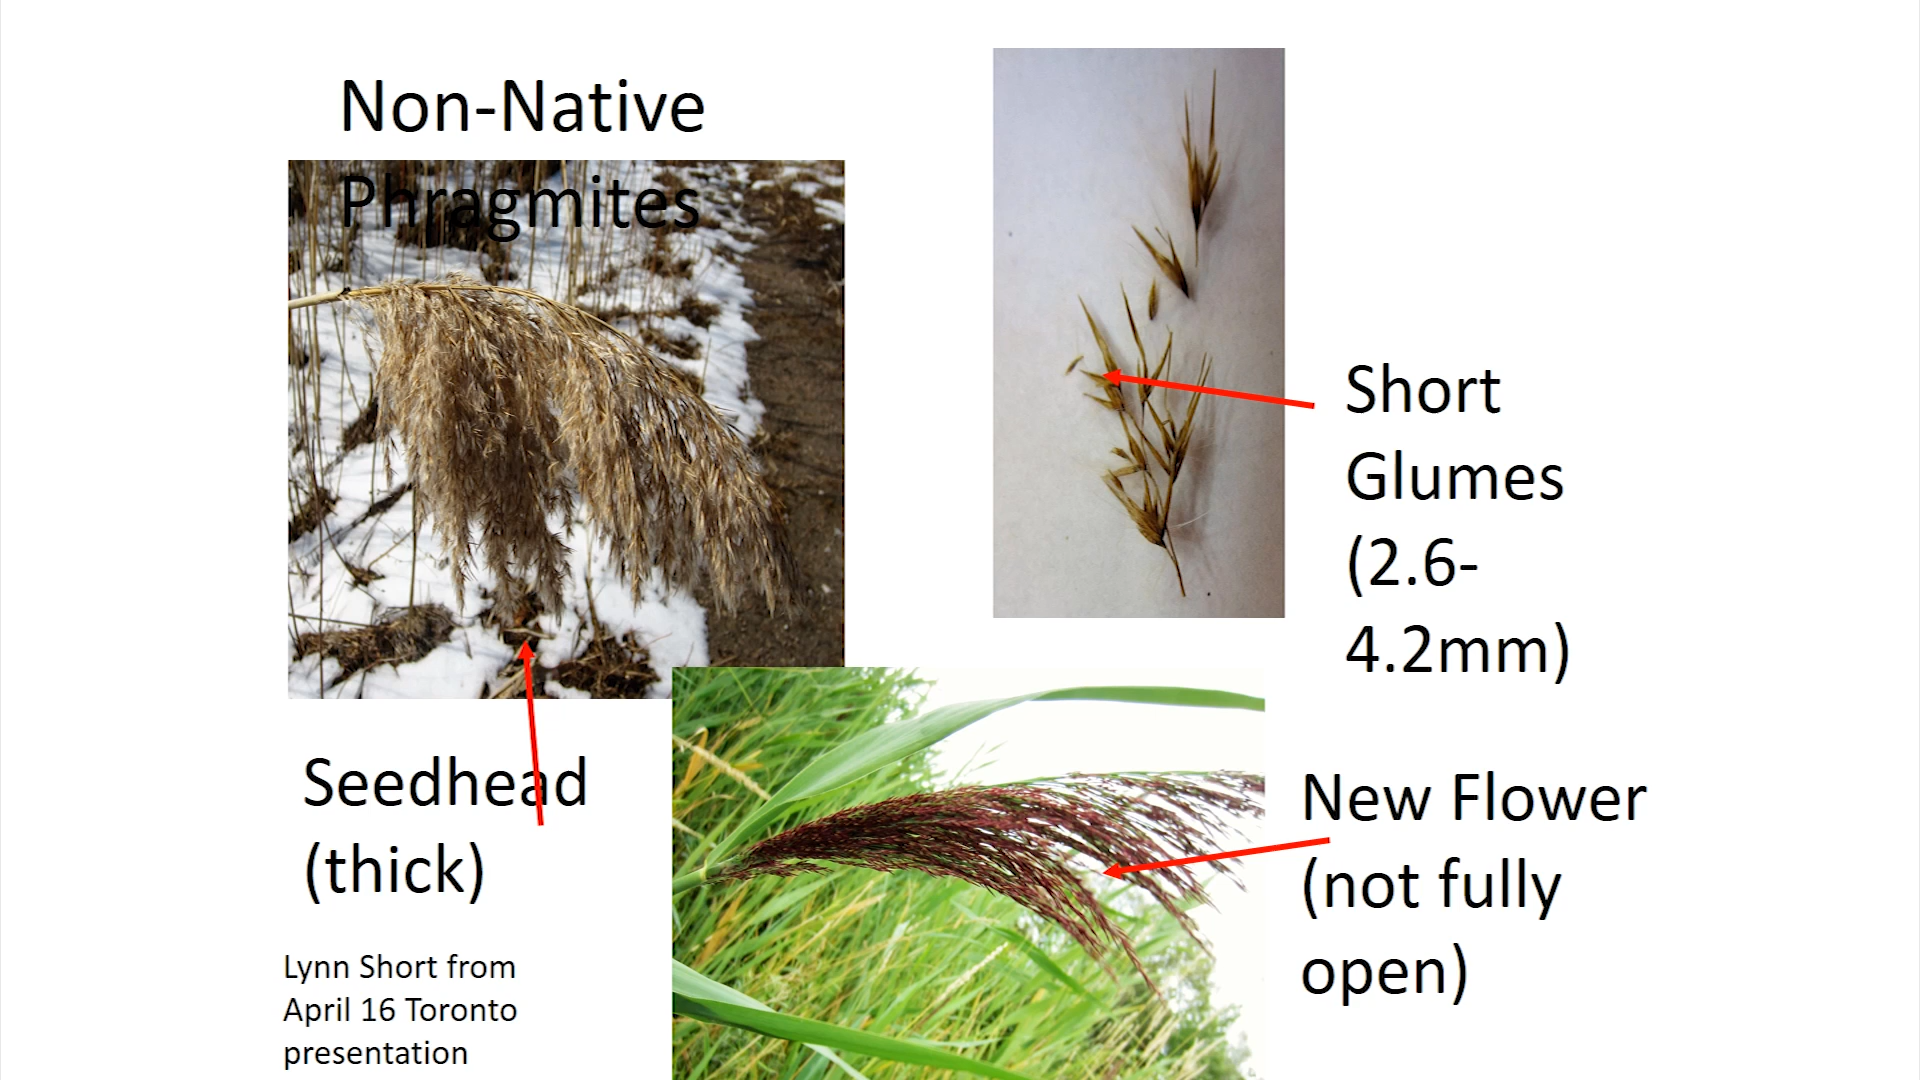 Non-Native
Phragmites
Short
Glumes
(2.6-
4.2mm)
Seedhead
(thick)
New Flower
(not fully
open)
Lynn Short from
April 16 Toronto
presentation